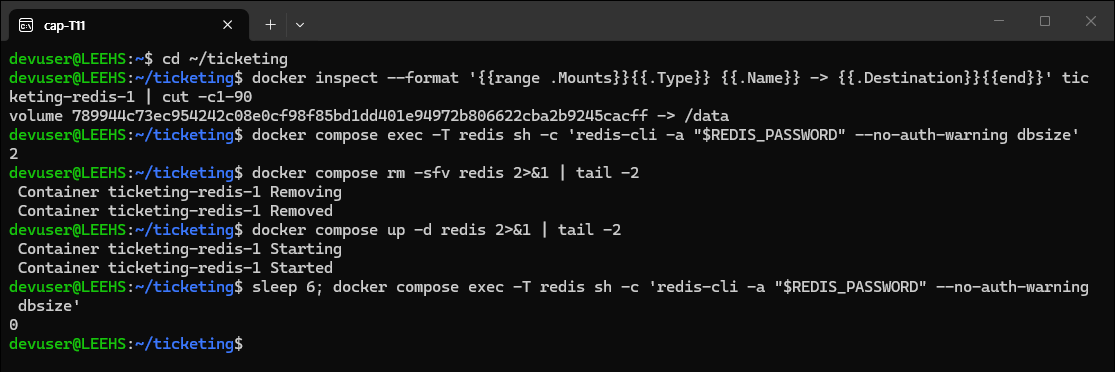 cap-T11
devuser@LEEHS:~$ cd ~/ticketing
devuser@LEEHS:~/ticketing$ docker inspect --format '{{range .Mounts}}{{.Type}} {{.Name}} -> {{.Destination}}{{end}}' tic
keting-redis-1 | cut -c1-90
volume 789944c73ec954242c08e0cf98f85bd1dd401e94972b806622cba2b9245cacff -> /data
devuser@LEEHS:~/ticketing$ docker compose exec -T redis sh -c 'redis-cli -a "$REDIS_PASSWORD" --no-auth-warning dbsize'
2
devuser@LEEHS:~/ticketing$ docker compose rm -sfv redis 2>&1 | tail -2
 Container ticketing-redis-1 Removing
 Container ticketing-redis-1 Removed
devuser@LEEHS:~/ticketing$ docker compose up -d redis 2>&1 | tail -2
 Container ticketing-redis-1 Starting
 Container ticketing-redis-1 Started
devuser@LEEHS:~/ticketing$ sleep 6; docker compose exec -T redis sh -c 'redis-cli -a "$REDIS_PASSWORD" --no-auth-warning
 dbsize'
0
devuser@LEEHS:~/ticketing$